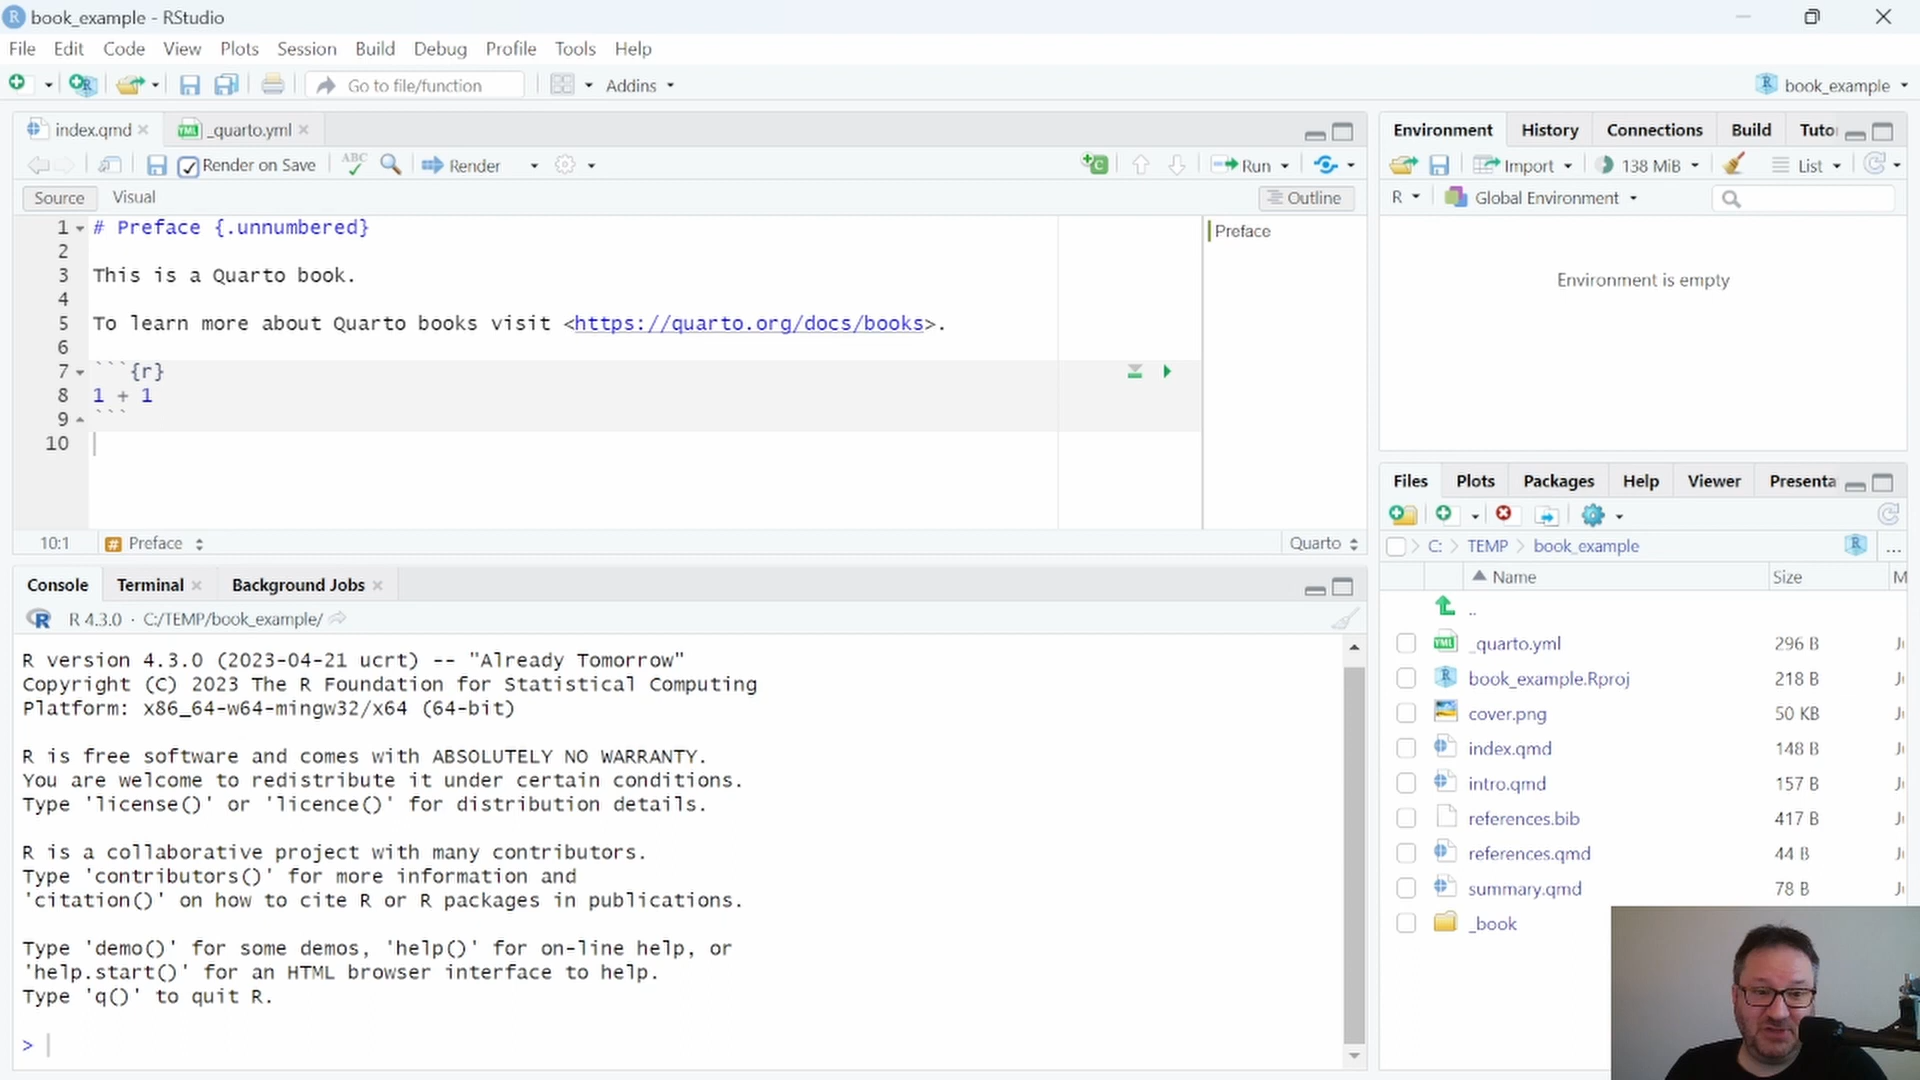 book_example - RStudio
File Edit Code View Plots Session Build Debug Profile Tools Help
Go to file/function Addins book_example
index.qmd _quarto.yml
Render on Save ABC Render Run
Source Visual Outline
1 # Preface {.unnumbered}
2
3 This is a Quarto book.
4
5 To learn more about Quarto books visit <https://quarto.org/docs/books>.
6
7 ```{r}
8 1 + 1
9 ```
10
Preface
10:1 Preface Quarto
Console Terminal Background Jobs
R 4.3.0 · C:/TEMP/book_example/
R version 4.3.0 (2023-04-21 ucrt) -- "Already Tomorrow"
Copyright (C) 2023 The R Foundation for Statistical Computing
Platform: x86_64-w64-mingw32/x64 (64-bit)
R is free software and comes with ABSOLUTELY NO WARRANTY.
You are welcome to redistribute it under certain conditions.
Type 'license()' or 'licence()' for distribution details.
R is a collaborative project with many contributors.
Type 'contributors()' for more information and
'citation()' on how to cite R or R packages in publications.
Type 'demo()' for some demos, 'help()' for on-line help, or
'help.start()' for an HTML browser interface to help.
Type 'q()' to quit R.
>
Environment History Connections Build Tuto
Import 138 MiB List
R Global Environment
Environment is empty
Files Plots Packages Help Viewer Presenta
C: TEMP book_example ...
Name Size M
..
_quarto.yml 296 B
book_example.Rproj 218 B
cover.png 50 KB
index.qmd 148 B
intro.qmd 157 B
references.bib 417 B
references.qmd 44 B
summary.qmd 78 B
_book